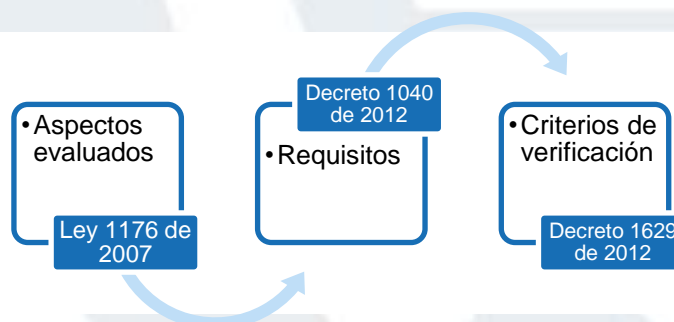 •Aspectos
evaluados
Ley 1176 de
2007
Decreto 1040
de 2012
•Requisitos
•Criterios de
verificación
Decreto 1629
de 2012